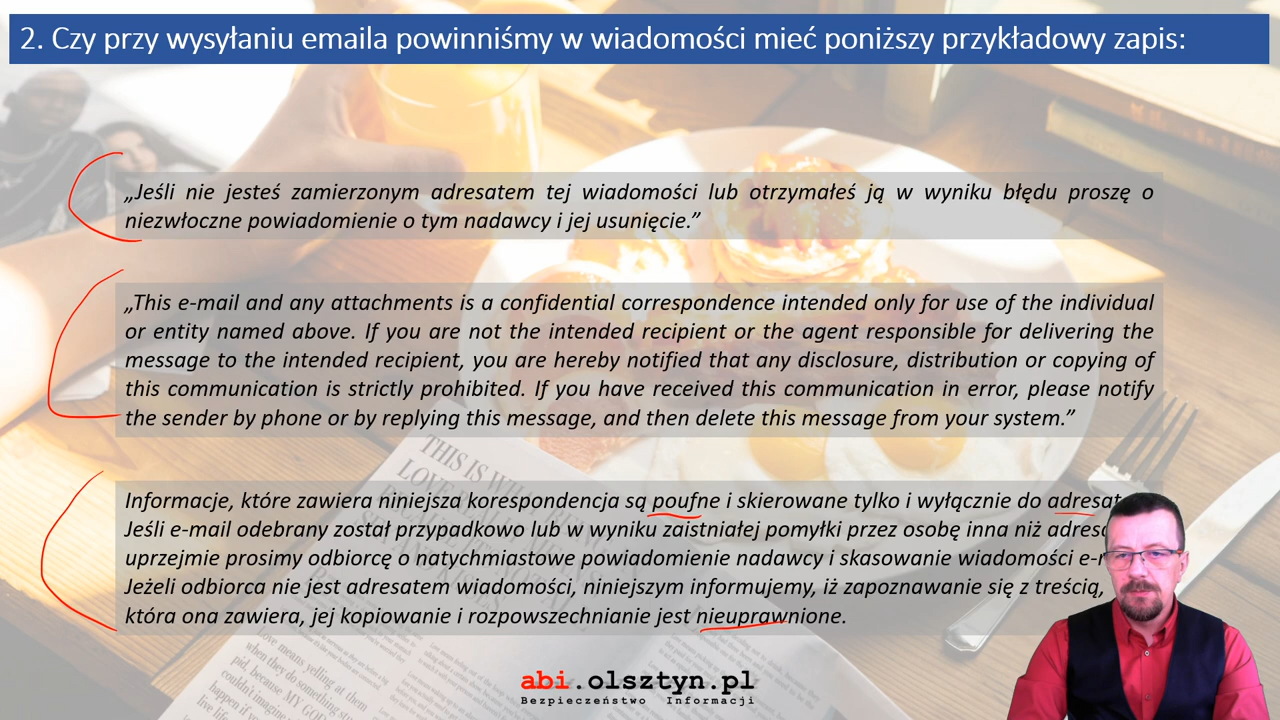 2. Czy przy wysyłaniu emaila powinniśmy w wiadomości mieć poniższy przykładowy zapis:
„Jeśli nie jesteś zamierzonym adresatem tej wiadomości lub otrzymałeś ją w wyniku błędu proszę o
niezwłoczne powiadomienie o tym nadawcy i jej usunięcie.”
„This e-mail and any attachments is a confidential correspondence intended only for use of the individual
or entity named above. If you are not the intended recipient or the agent responsible for delivering the
message to the intended recipient, you are hereby notified that any disclosure, distribution or copying of
this communication is strictly prohibited. If you have received this communication in error, please notify
the sender by phone or by replying this message, and then delete this message from your system.”
Informacje, które zawiera niniejsza korespondencja są poufne i skierowane tylko i wyłącznie do
Jeśli e-mail odebrany został przypadkowo lub w wyniku zaistniałej pomyłki przez osobę inna niż
uprzejmie prosimy odbiorcę o natychmiastowe powiadomienie nadawcy i skasowanie wiadomości
Jeżeli odbiorca nie jest adresatem wiadomości, niniejszym informujemy, iż zapoznawanie się z treścią,
która ona zawiera, jej kopiowanie i rozpowszechnianie jest nieuprawnione.
abi.olsztyn.pl
Bezpieczeństwo Informacji